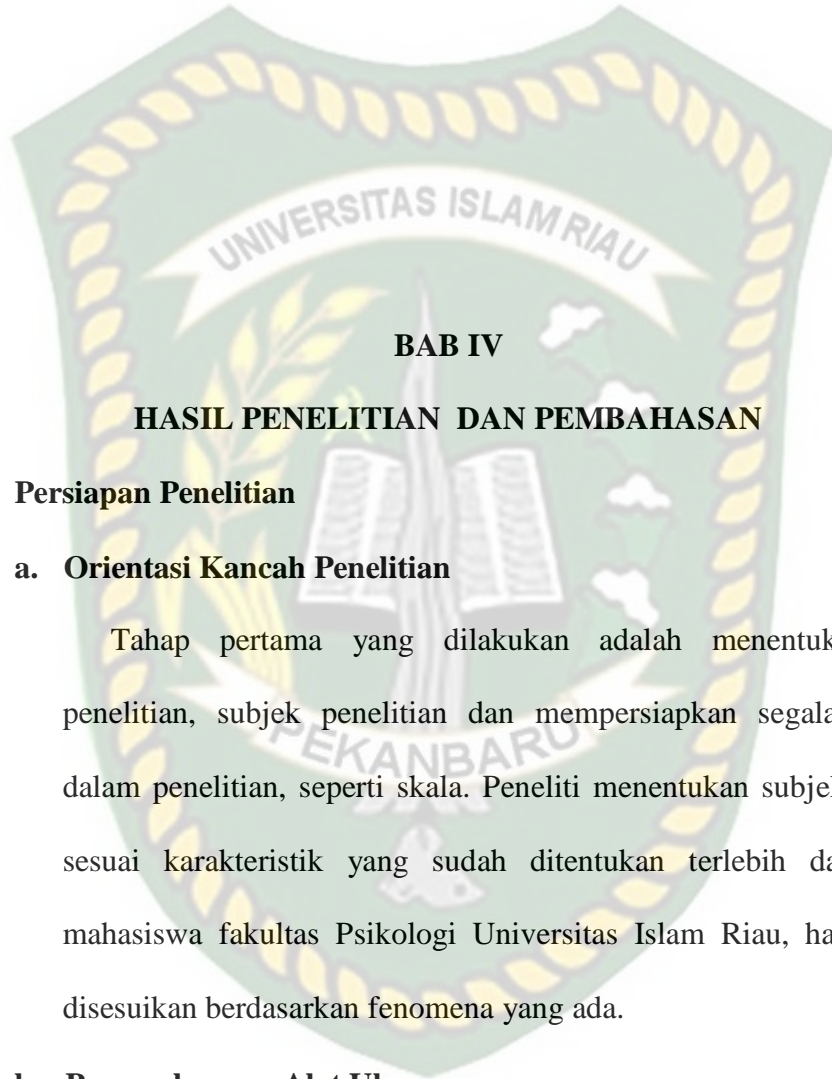 UNIVERSITAS ISLAM RIAU
BAB IV
HASIL PENELITIAN DAN PEMBAHASAN
Persiapan Penelitian
a. Orientasi Kancah Penelitian
Tahap pertama yang dilakukan adalah menentuk
penelitian, subjek penelitian dan mempersiapkan segala
PEKANBARU
dalam penelitian, seperti skala. Peneliti menentukan subjek
sesuai karakteristik yang sudah ditentukan terlebih da
mahasiswa fakultas Psikologi Universitas Islam Riau, ha
disesuikan berdasarkan fenomena yang ada.